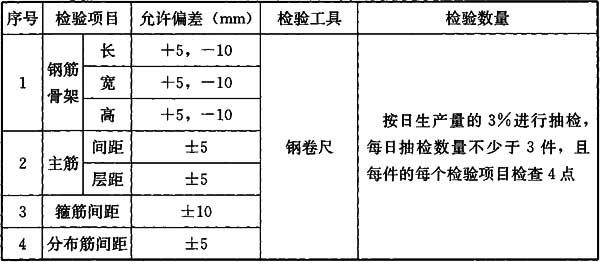 序号 检验项目 允许偏差（mm） 检验工具 检验数量
1 钢筋骨架 长 +5，-10
宽 +5，-10
高 +5，-10
2 主筋 间距 ±5
层距 ±5
3 箍筋间距 ±10
4 分布筋间距 ±5
钢卷尺
按日生产量的3%进行抽检，
每日抽检数量不少于3件，且
每件的每个检验项目检查4点